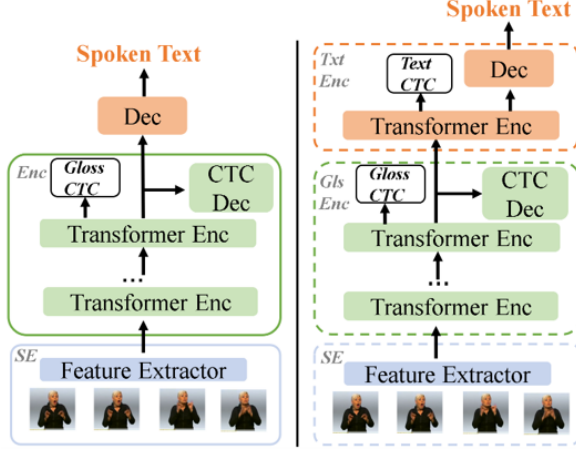 Spoken Text
Dec
Enc
Gloss
CTC
CTC
Dec
Transformer Enc
...
Transformer Enc
SE
Feature Extractor
Spoken Text
Txt
Enc
Text
CTC
Dec
Transformer Enc
Gls
Enc
Gloss
CTC
CTC
Dec
Transformer Enc
...
Transformer Enc
SE
Feature Extractor